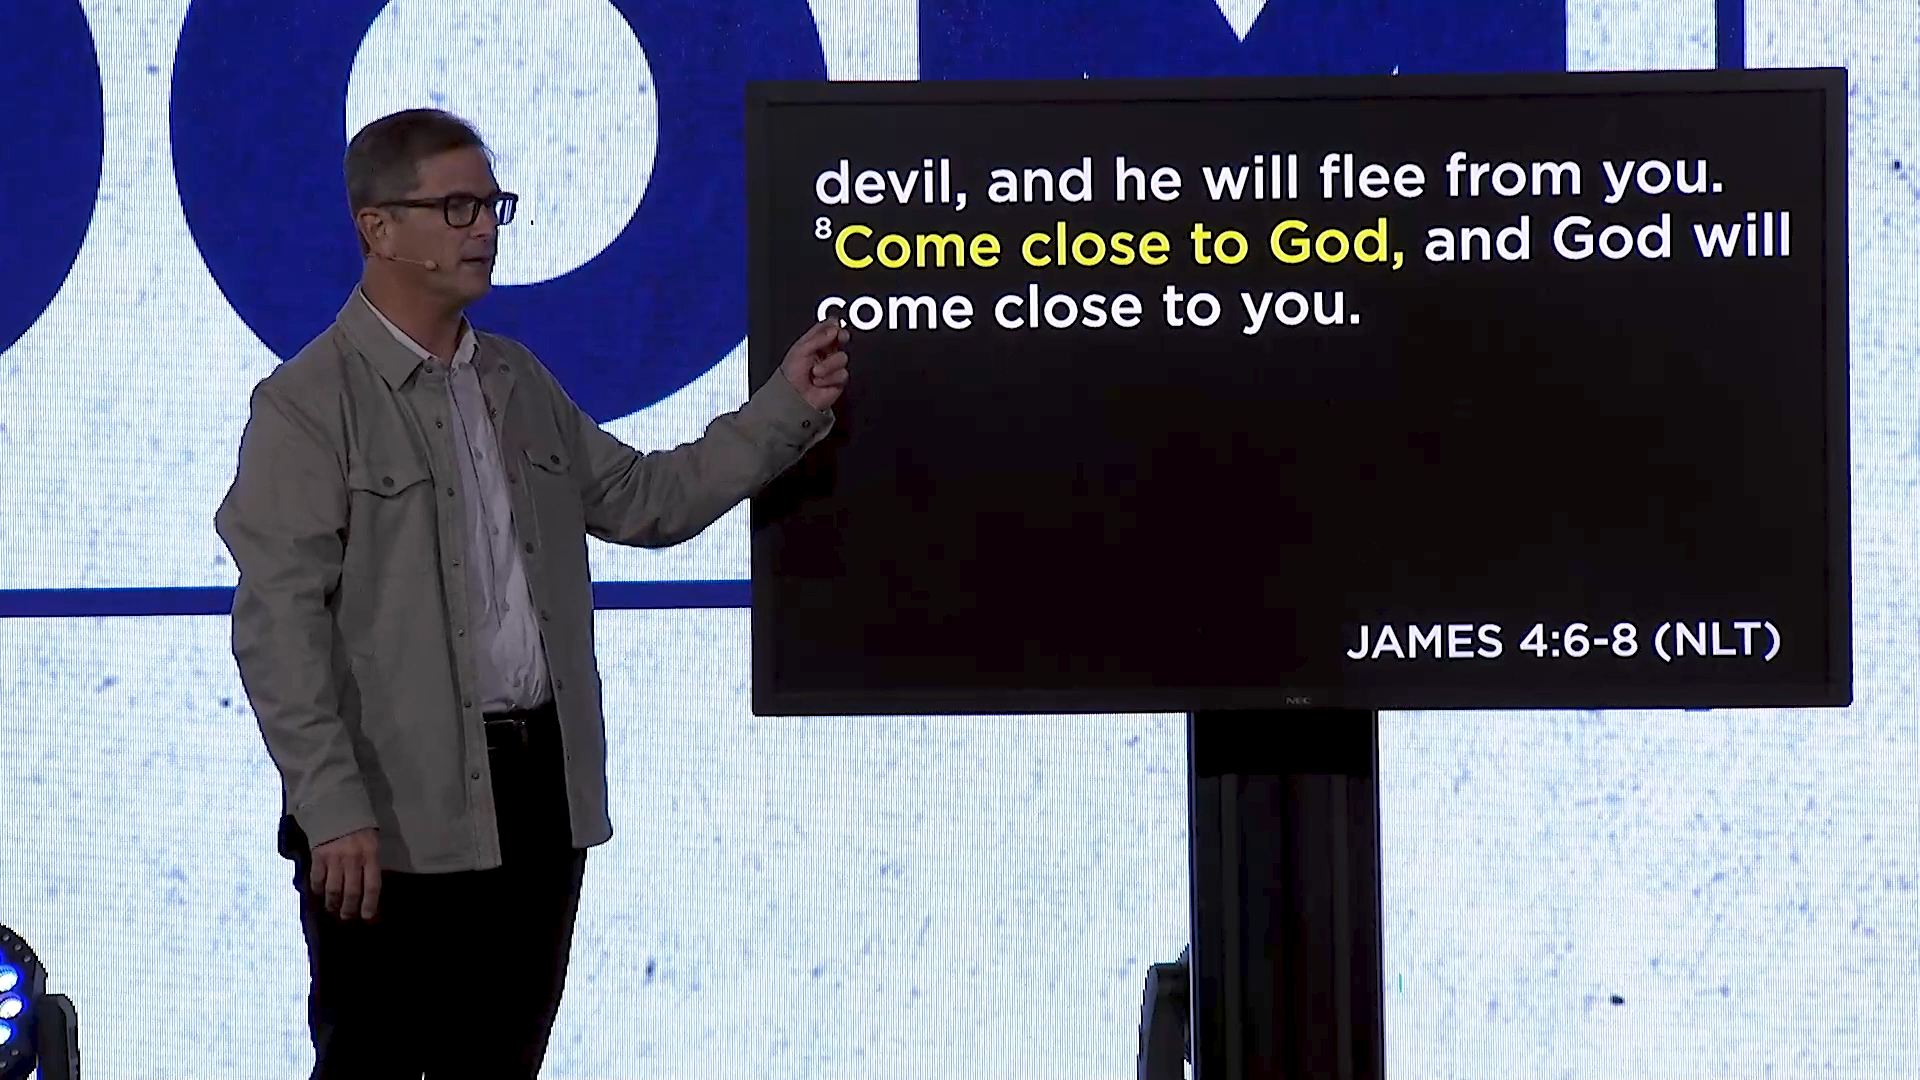 devil, and he will flee from you.
⁸Come close to God, and God will
come close to you.
JAMES 4:6-8 (NLT)
NEC